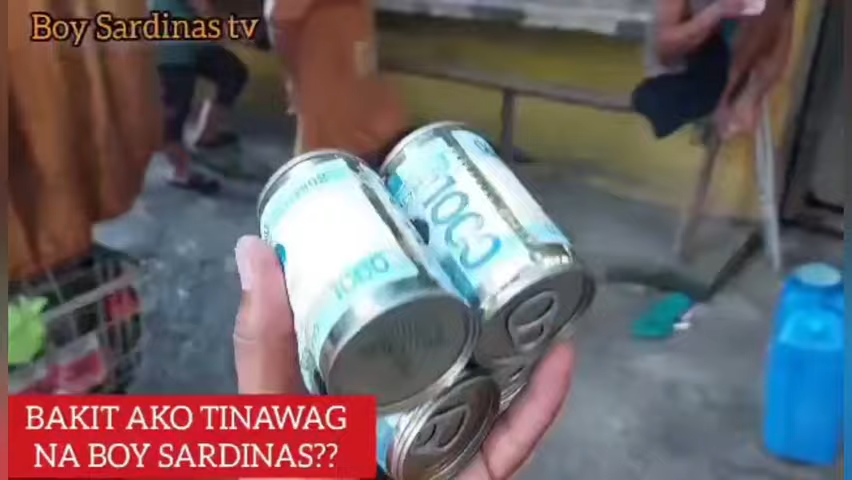 Boy Sardinas tv
1000
1000
BAKIT AKO TINAWAG
NA BOY SARDINAS??